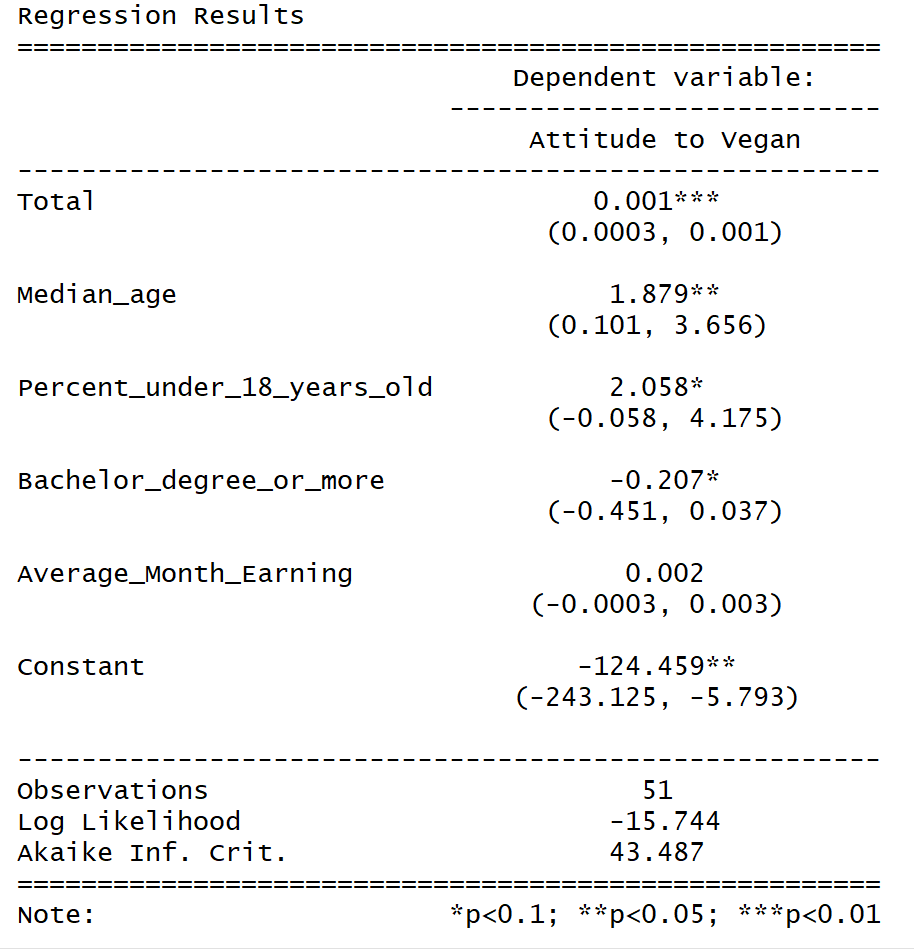 Regression Results
======================================================
Dependent variable:
---------------------------
Attitude to Vegan
------------------------------------------------------
Total 0.001***
(0.0003, 0.001)
Median_age 1.879**
(0.101, 3.656)
Percent_under_18_years_old 2.058*
(-0.058, 4.175)
Bachelor_degree_or_more -0.207*
(-0.451, 0.037)
Average_Month_Earning 0.002
(-0.0003, 0.003)
Constant -124.459**
(-243.125, -5.793)
------------------------------------------------------
Observations 51
Log Likelihood -15.744
Akaike Inf. Crit. 43.487
======================================================
Note: *p<0.1; **p<0.05; ***p<0.01